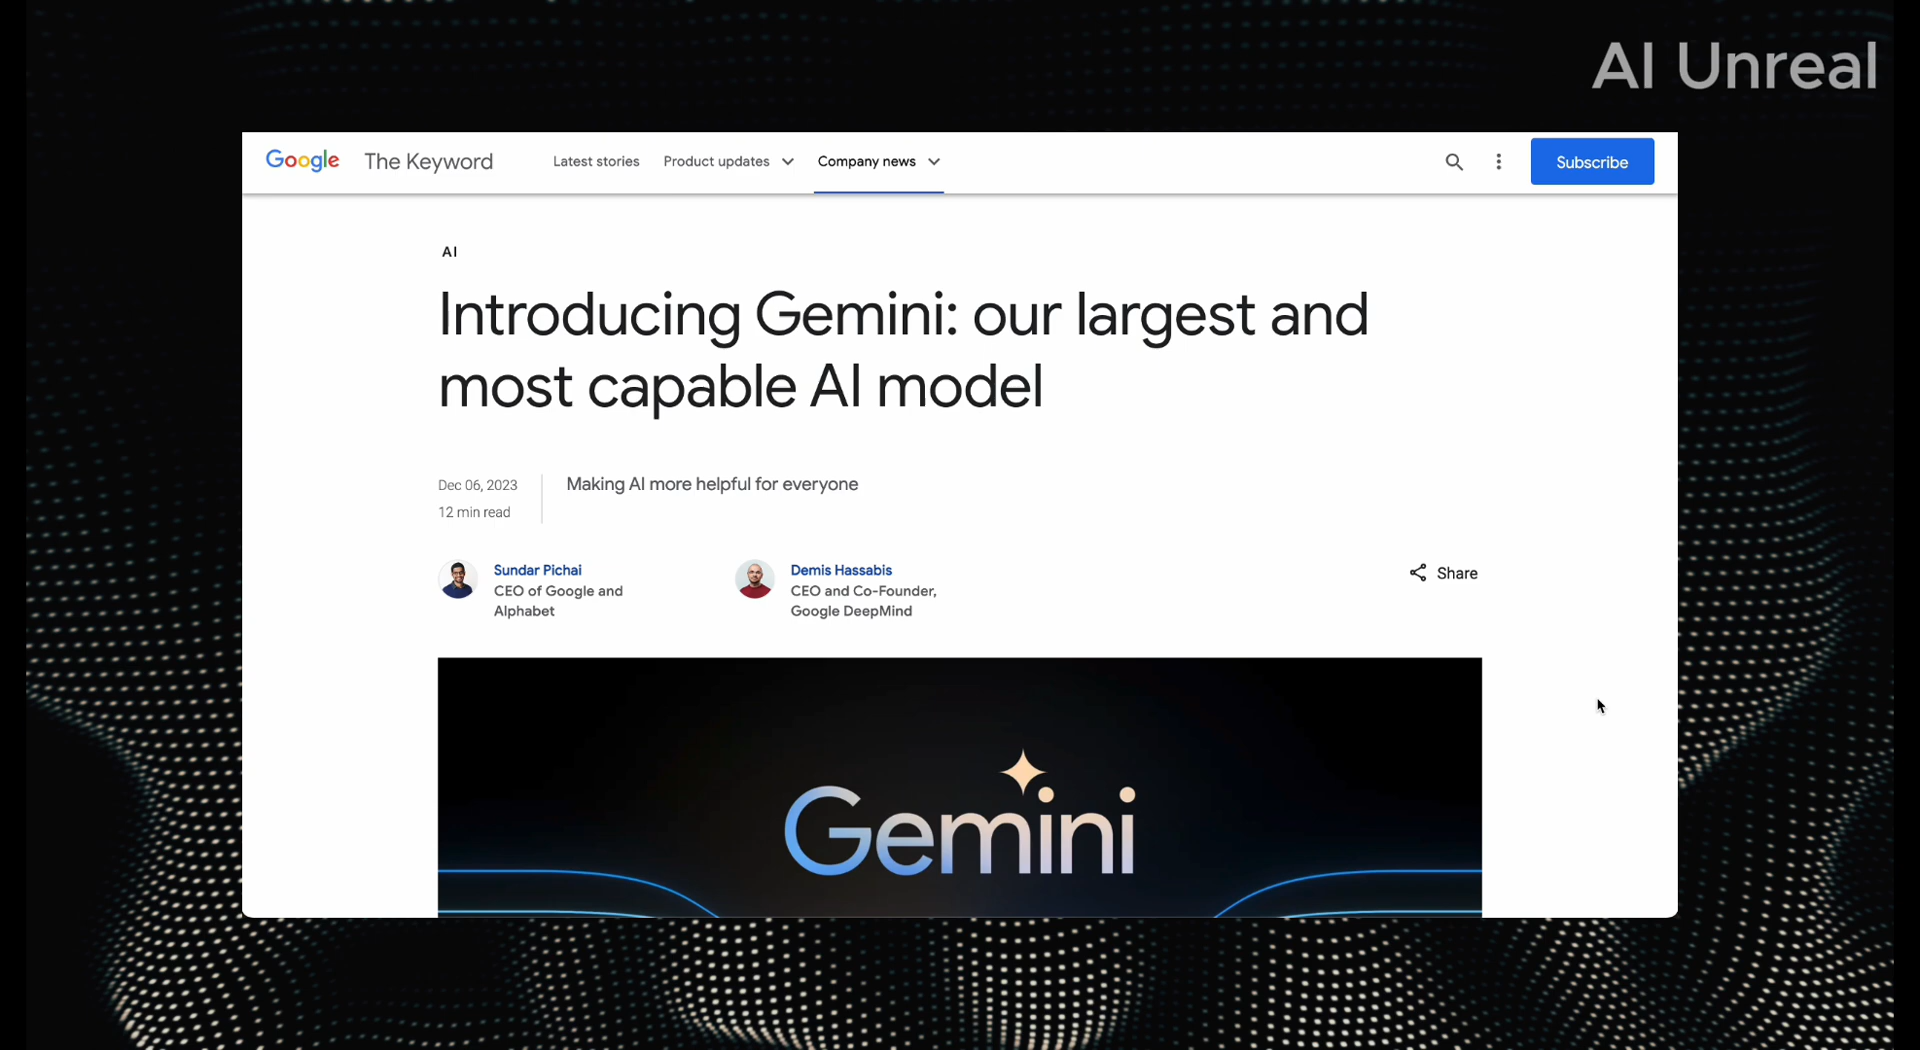 AI Unreal
Google The Keyword Latest stories Product updates Company news Subscribe
AI
Introducing Gemini: our largest and
most capable AI model
Dec 06, 2023
12 min read
Making AI more helpful for everyone
Sundar Pichai
CEO of Google and
Alphabet
Demis Hassabis
CEO and Co-Founder,
Google DeepMind
Share
Gemini